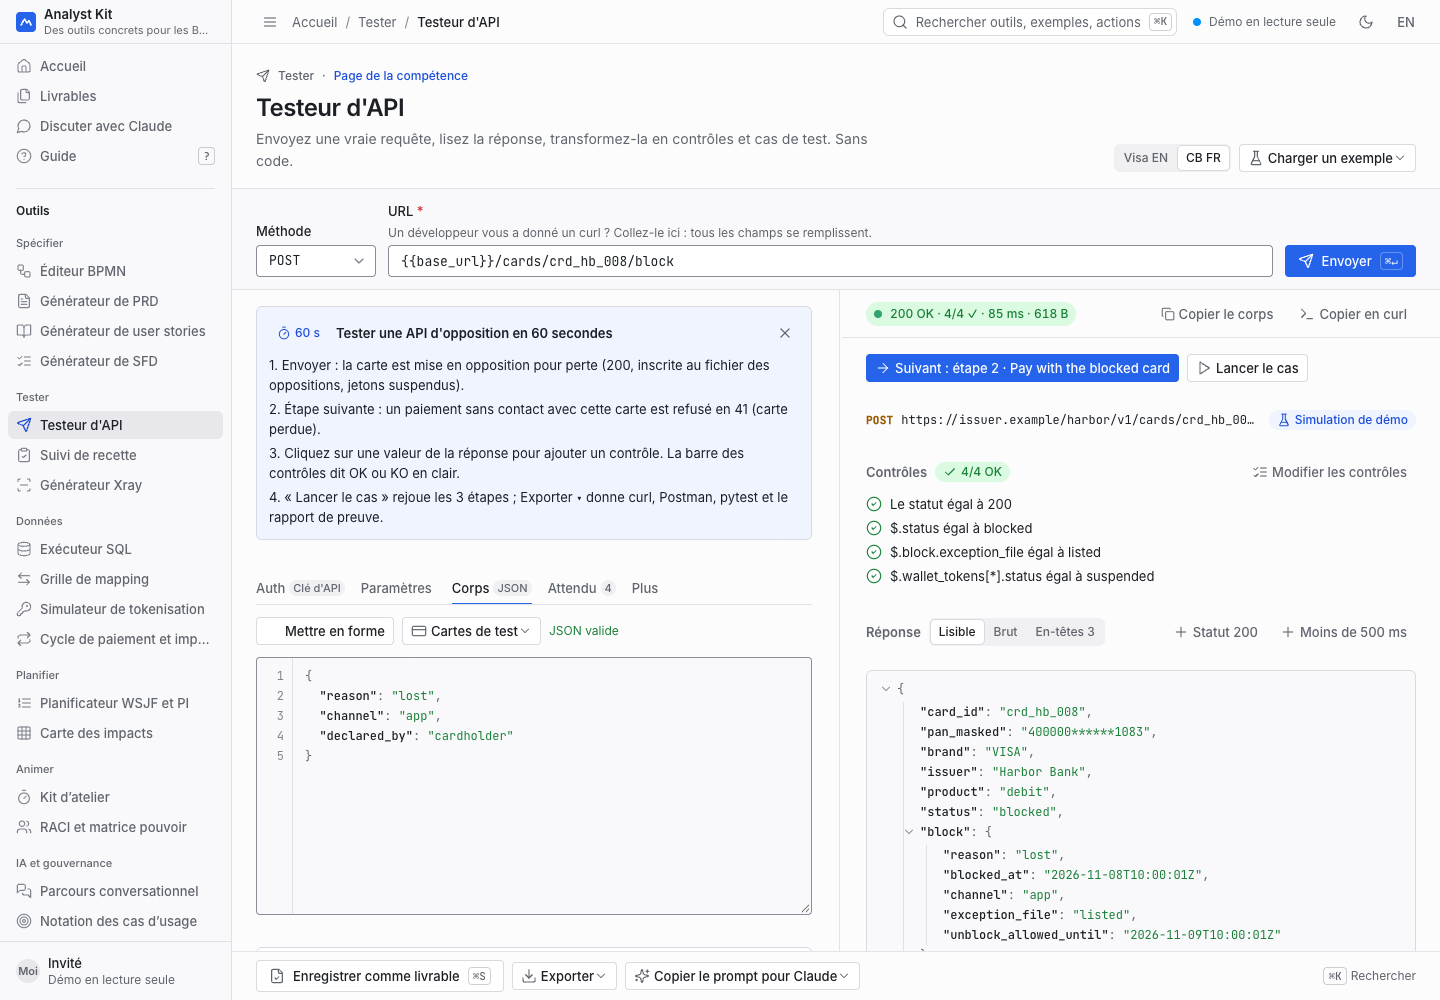 Analyst Kit
Des outils concrets pour les B...
Accueil
Livrables
Discuter avec Claude
Guide ?
Outils
Spécifier
Éditeur BPMN
Générateur de PRD
Générateur de user stories
Générateur de SFD
Tester
Testeur d'API
Suivi de recette
Générateur Xray
Données
Exécuteur SQL
Grille de mapping
Simulateur de tokenisation
Cycle de paiement et imp...
Planifier
Planificateur WSJF et PI
Carte des impacts
Animer
Kit d’atelier
RACI et matrice pouvoir
IA et gouvernance
Parcours conversationnel
Notation des cas d’usage
Moi
Invité
Démo en lecture seule
Accueil / Tester / Testeur d'API
Rechercher outils, exemples, actions ⌘K
Démo en lecture seule
EN
Tester · Page de la compétence
Testeur d'API
Envoyez une vraie requête, lisez la réponse, transformez-la en contrôles et cas de test. Sans
code.
Visa EN CB FR
Charger un exemple
Méthode
POST
URL *
Un développeur vous a donné un curl ? Collez-le ici : tous les champs se remplissent.
{{base_url}}/cards/crd_hb_008/block
Envoyer ⌘↵
60 s Tester une API d'opposition en 60 secondes
1. Envoyer : la carte est mise en opposition pour perte (200, inscrite au fichier des
oppositions, jetons suspendus).
2. Étape suivante : un paiement sans contact avec cette carte est refusé en 41 (carte
perdue).
3. Cliquez sur une valeur de la réponse pour ajouter un contrôle. La barre des
contrôles dit OK ou KO en clair.
4. « Lancer le cas » rejoue les 3 étapes ; Exporter ▾ donne curl, Postman, pytest et le
rapport de preuve.
Auth Clé d'API Paramètres Corps JSON Attendu 4 Plus
Mettre en forme Cartes de test JSON valide
1 {
2 "reason": "lost",
3 "channel": "app",
4 "declared_by": "cardholder"
5 }
200 OK · 4/4 ✓ · 85 ms · 618 B
Copier le corps
Copier en curl
Suivant : étape 2 · Pay with the blocked card
Lancer le cas
POST https://issuer.example/harbor/v1/cards/crd_hb_00…
Simulation de démo
Contrôles 4/4 OK
Modifier les contrôles
Le statut égal à 200
$.status égal à blocked
$.block.exception_file égal à listed
$.wallet_tokens[*].status égal à suspended
Réponse Lisible Brut En-têtes 3
Statut 200
Moins de 500 ms
{
"card_id": "crd_hb_008",
"pan_masked": "400000******1083",
"brand": "VISA",
"issuer": "Harbor Bank",
"product": "debit",
"status": "blocked",
"block": {
"reason": "lost",
"blocked_at": "2026-11-08T10:00:01Z",
"channel": "app",
"exception_file": "listed",
"unblock_allowed_until": "2026-11-09T10:00:01Z"
Enregistrer comme livrable ⌘S
Exporter
Copier le prompt pour Claude
⌘K Rechercher